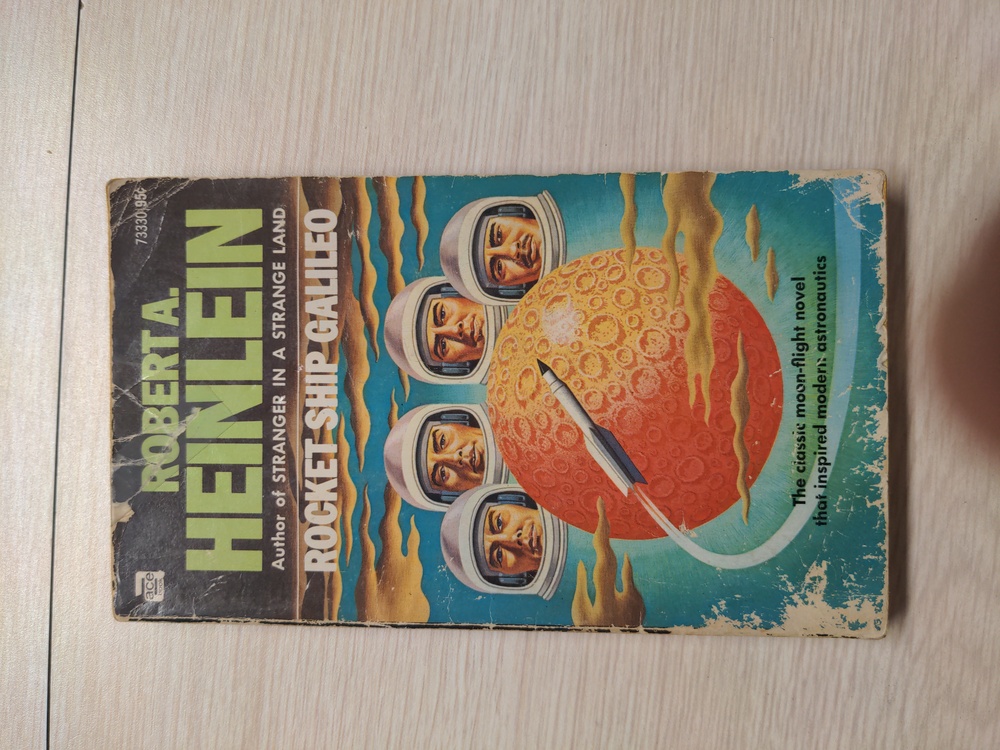 ace
Book
73330 95¢
ROBERT A.
HEINLEIN
Author of STRANGER IN A STRANGE LAND
ROCKET SHIP GALILEO
The classic moon-flight novel
that inspired modern astronautics